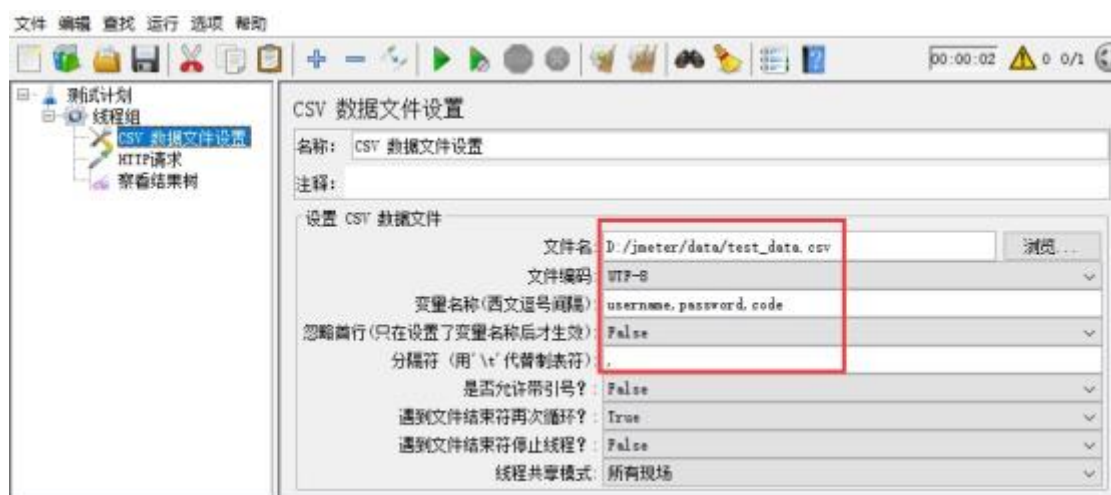 文件 编辑 查找 运行 选项 帮助
00:00:02 0 0/1
测试计划
线程组
CSV 数据文件设置
HTTP请求
察看结果树
CSV 数据文件设置
名称: CSV 数据文件设置
注释:
设置 CSV 数据文件
文件名: D:/jmeter/data/test_data.csv 浏览...
文件编码: UTF-8
变量名称(西文逗号间隔): username,password,code
忽略首行(只在设置了变量名称后才生效): False
分隔符 (用'\t'代替制表符): ,
是否允许带引号?: False
遇到文件结束符再次循环?: True
遇到文件结束符停止线程?: False
线程共享模式: 所有现场